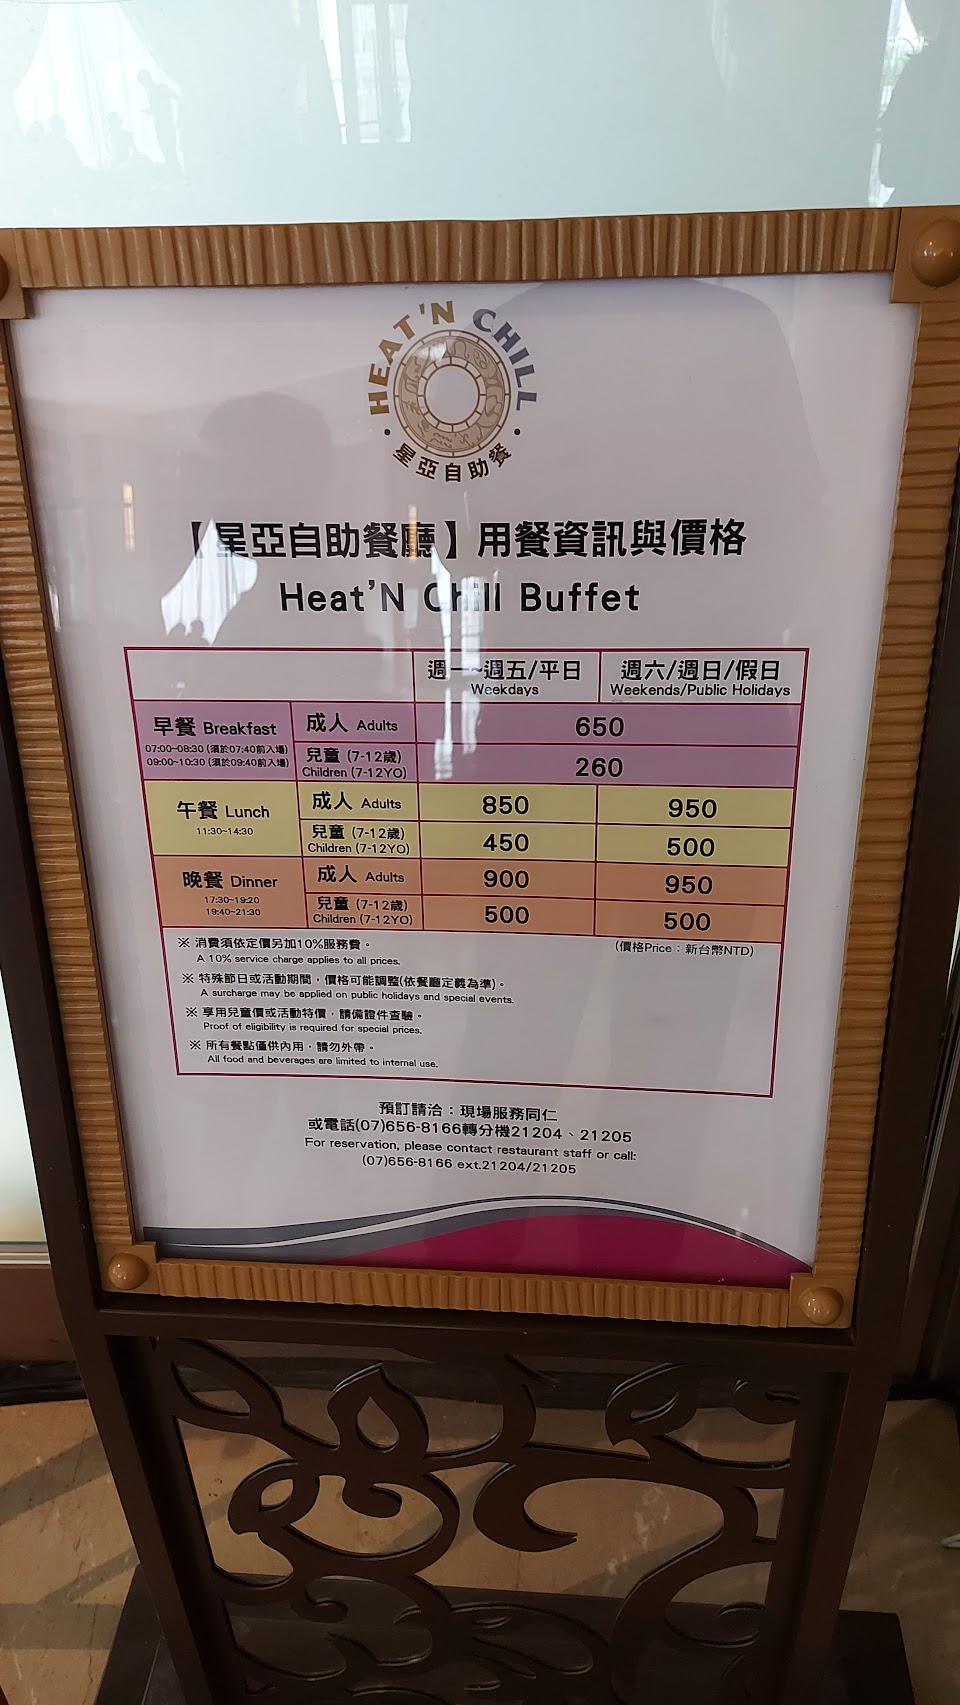 HEAT'N CHILL
星亞自助餐
【星亞自助餐廳】用餐資訊與價格
Heat'N Chill Buffet
週一~週五/平日 週六/週日/假日
Weekdays Weekends/Public Holidays
早餐 Breakfast
07:00~08:30 (須於07:40前入場)
09:00~10:30 (須於09:40前入場)
成人 Adults 650
兒童 (7-12歲)
Children (7-12YO) 260
午餐 Lunch
11:30~14:30
成人 Adults 850 950
兒童 (7-12歲)
Children (7-12YO) 450 500
晚餐 Dinner
17:30~19:20
19:40~21:30
成人 Adults 900 950
兒童 (7-12歲)
Children (7-12YO) 500 500
(價格Price:新台幣NTD)
※ 消費須依定價另加10%服務費。
A 10% service charge applies to all prices.
※ 特殊節日或活動期間,價格可能調整(依餐廳定義為準)。
A surcharge may be applied on public holidays and special events.
※ 享用兒童價或活動特價,請備證件查驗。
Proof of eligibility is required for special prices.
※ 所有餐點僅供內用,請勿外帶。
All food and beverages are limited to internal use.
預訂請洽:現場服務同仁
或電話(07)656-8166轉分機21204、21205
For reservation, please contact restaurant staff or call:
(07)656-8166 ext.21204/21205